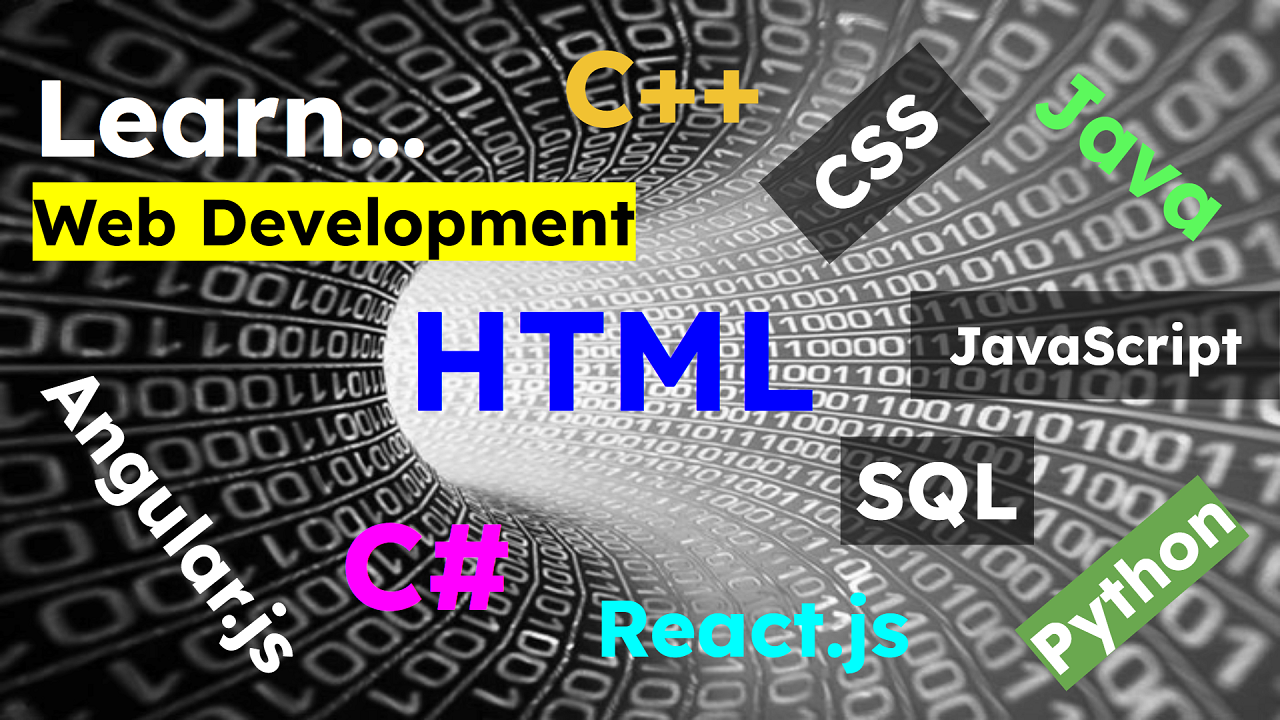 Learn...
Web Development
C++
CSS
Java
HTML
JavaScript
Angular.js
SQL
C#
React.js
Python